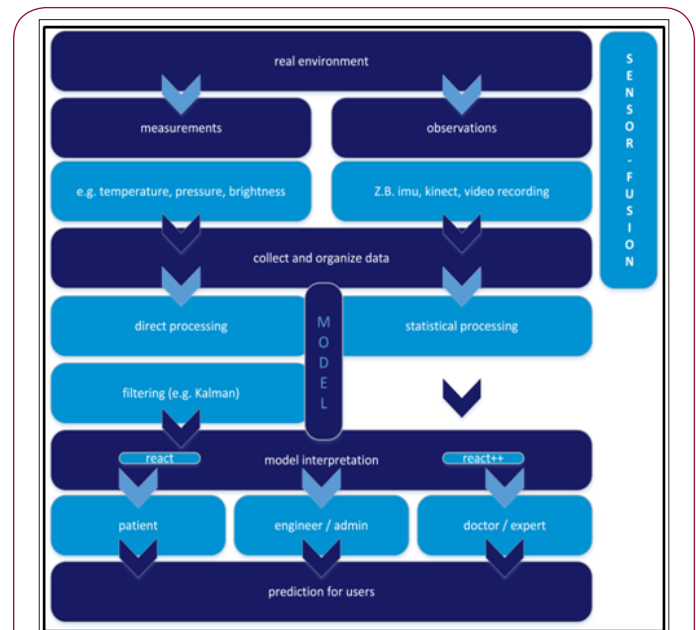 real environment
measurements
observations
e.g. temperature, pressure, brightness
Z.B. imu, kinect, video recording
SENSOR-FUSION
collect and organize data
direct processing
statistical processing
MODEL
filtering (e.g. Kalman)
react
model interpretation
react++
patient
engineer / admin
doctor / expert
prediction for users